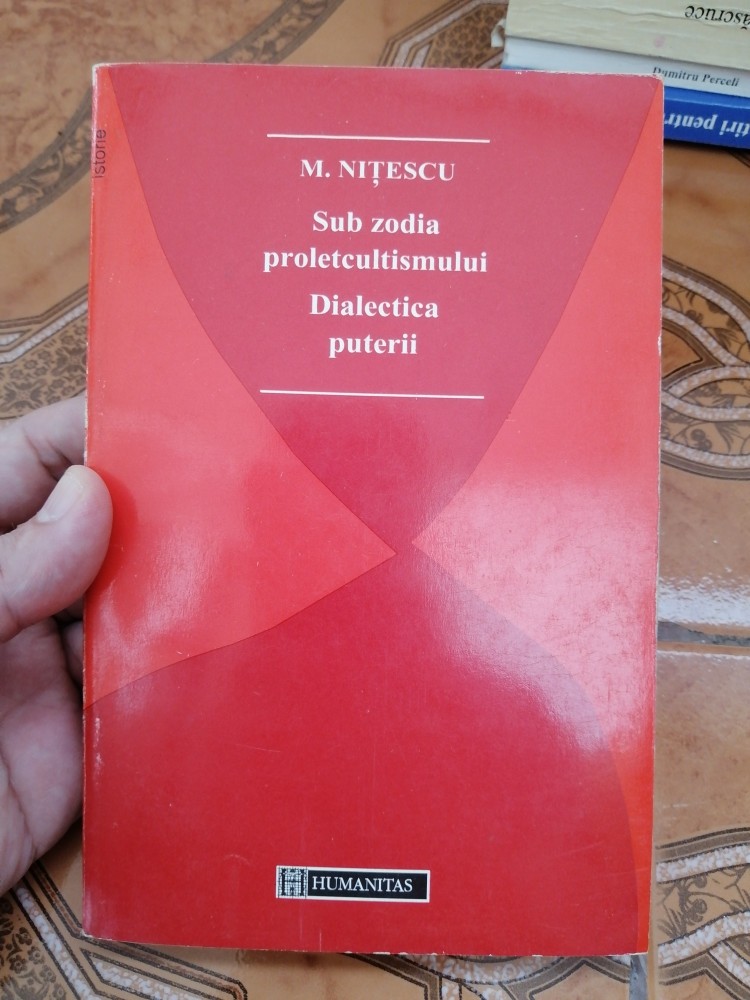 istorie
M. NIȚESCU
Sub zodia
proletcultismului
Dialectica
puterii
HUMANITAS
Dumitru Perceli